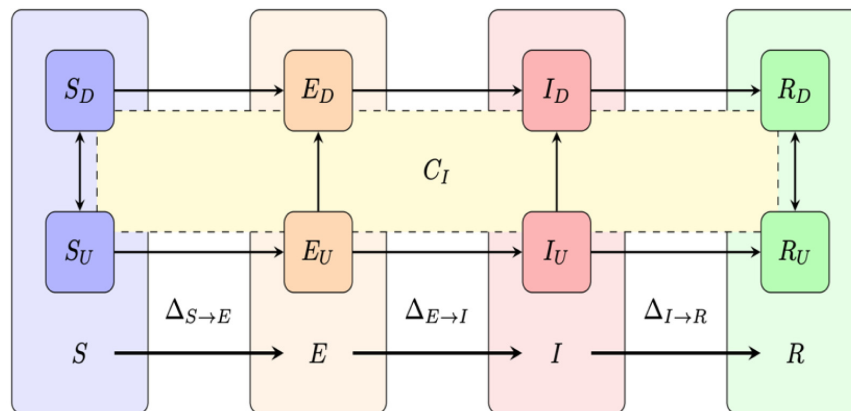 S_D E_D I_D R_D
C_I
S_U E_U I_U R_U
Δ_{S→E} Δ_{E→I} Δ_{I→R}
S E I R